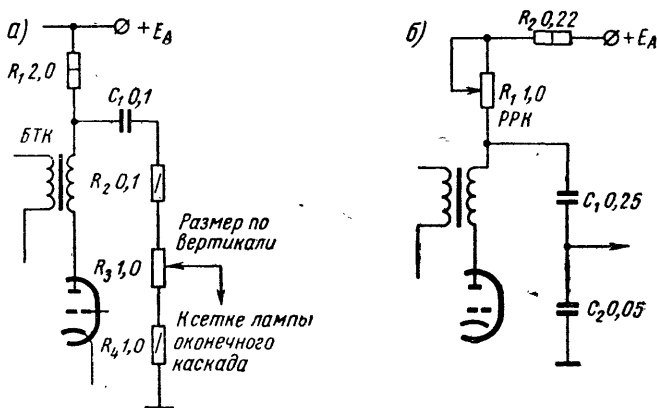 а)
+ Eа
R₁ 2,0
C₁ 0,1
БТК
R₂ 0,1
Размер по
вертикали
R₃ 1,0
К сетке лампы
оконечного
каскада
R₄ 1,0
б)
R₂ 0,22
+ Eа
R₁ 1,0
РРК
C₁ 0,25
C₂ 0,05